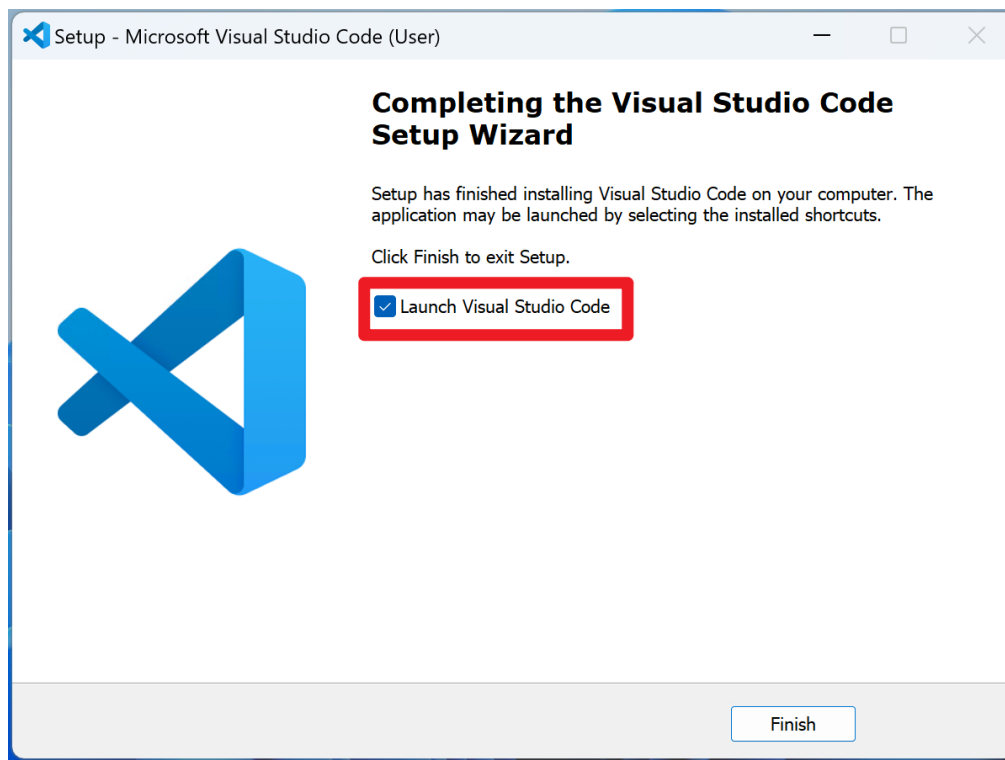 Setup - Microsoft Visual Studio Code (User)
Completing the Visual Studio Code
Setup Wizard
Setup has finished installing Visual Studio Code on your computer. The
application may be launched by selecting the installed shortcuts.
Click Finish to exit Setup.
Launch Visual Studio Code
Finish